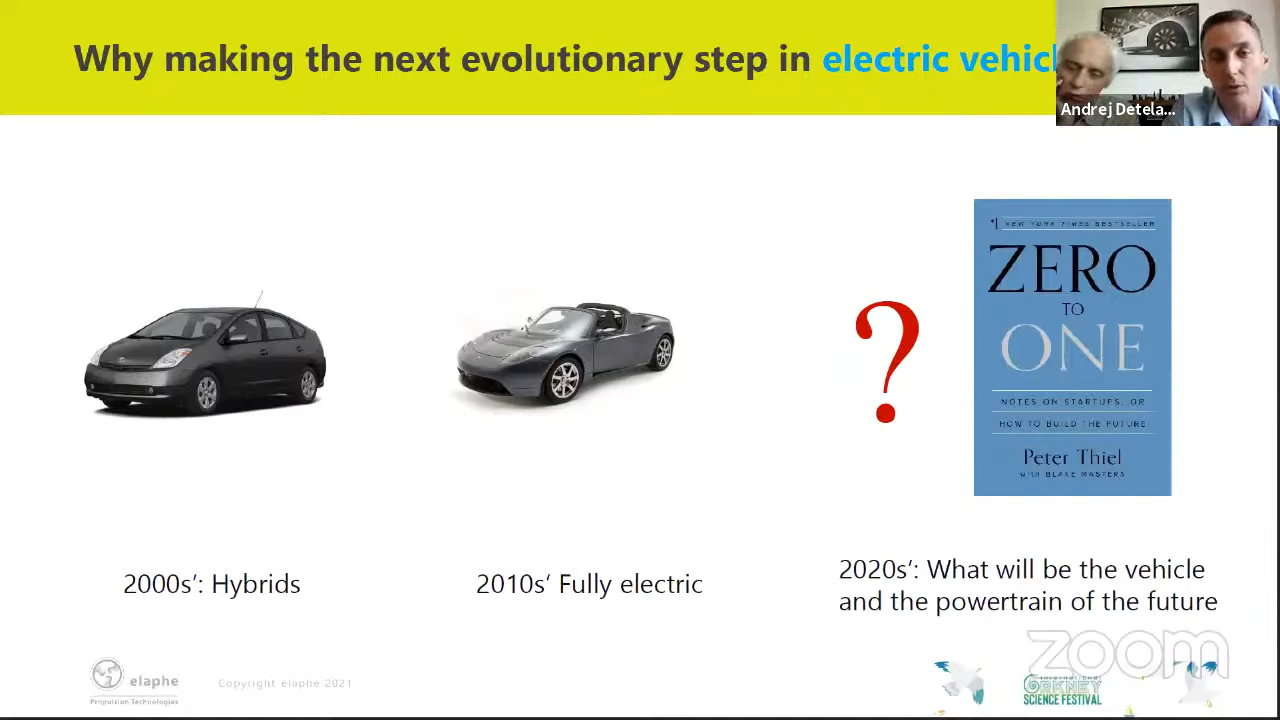 Why making the next evolutionary step in electric vehicl
Andrej Detela...
#1 NEW YORK TIMES BESTSELLER
ZERO
TO
ONE
NOTES ON STARTUPS, OR
HOW TO BUILD THE FUTURE
Peter Thiel
WITH BLAKE MASTERS
2000s': Hybrids
2010s‘ Fully electric
2020s’: What will be the vehicle
and the powertrain of the future
zoom
elaphe
Propulsion Technologies
Copyright elaphe 2021
INTERNATIONAL
ORKNEY
SCIENCE FESTIVAL